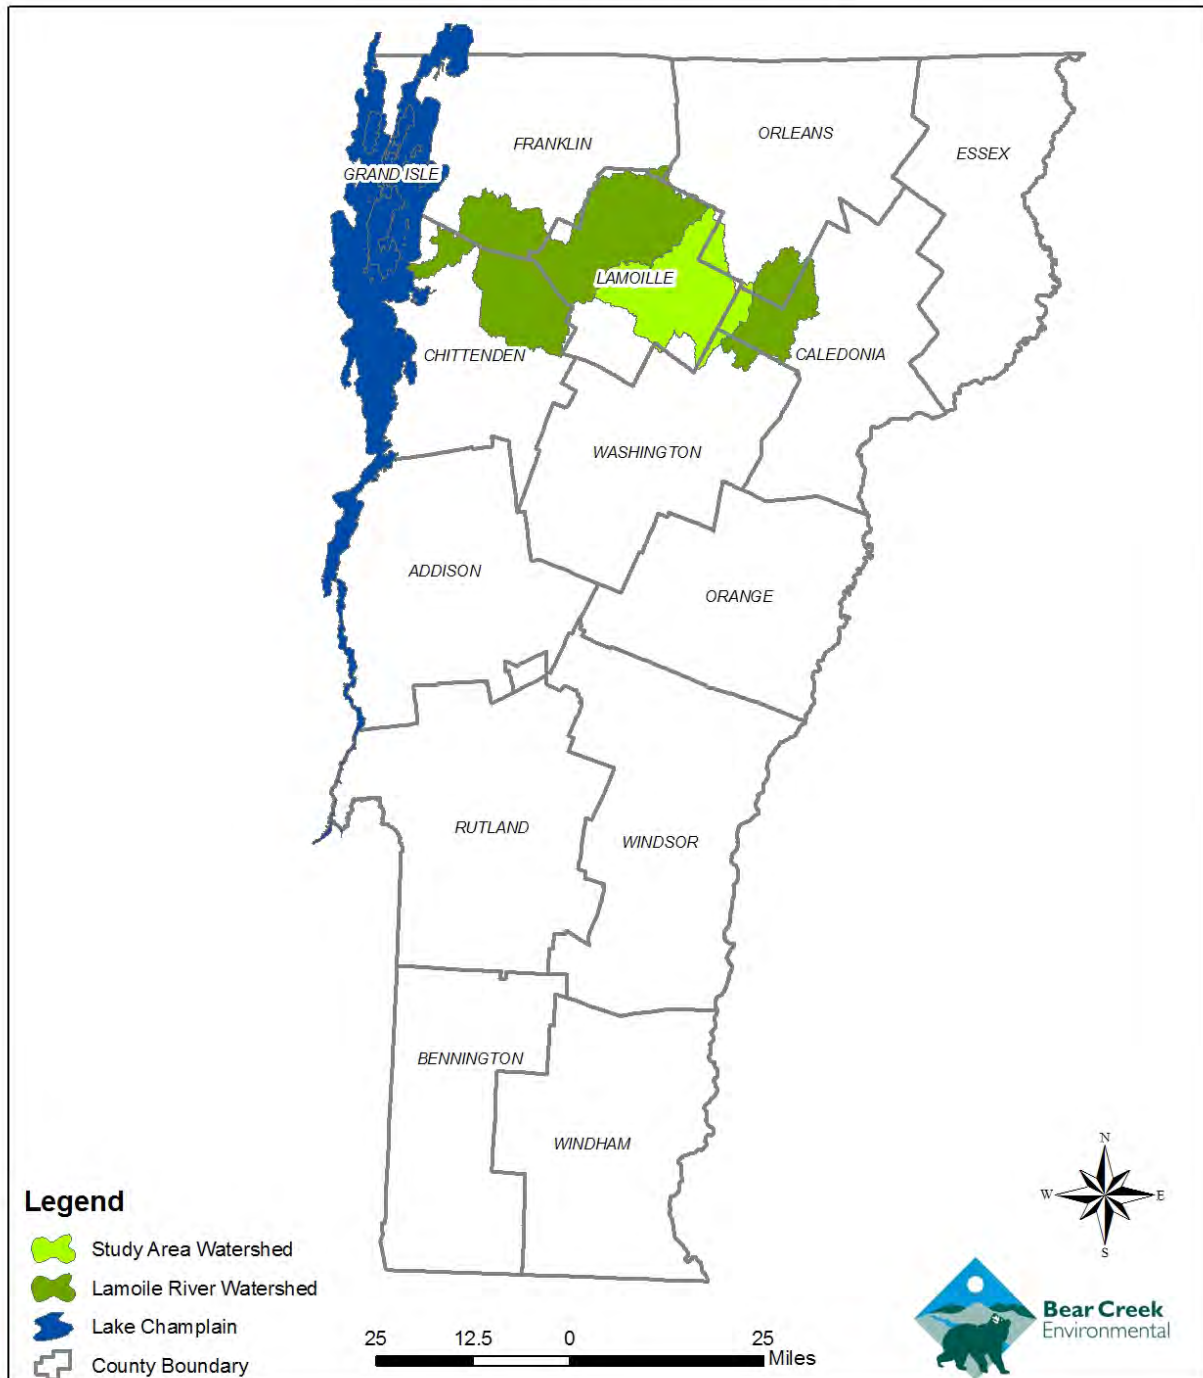 FRANKLIN
ORLEANS
ESSEX
GRAND ISLE
LAMOILLE
CHITTENDEN
CALEDONIA
WASHINGTON
ADDISON
ORANGE
RUTLAND
WINDSOR
BENNINGTON
WINDHAM
N
W
E
S
Legend
Study Area Watershed
Lamoile River Watershed
Lake Champlain
County Boundary
25 12.5 0 25
Miles
Bear Creek
Environmental